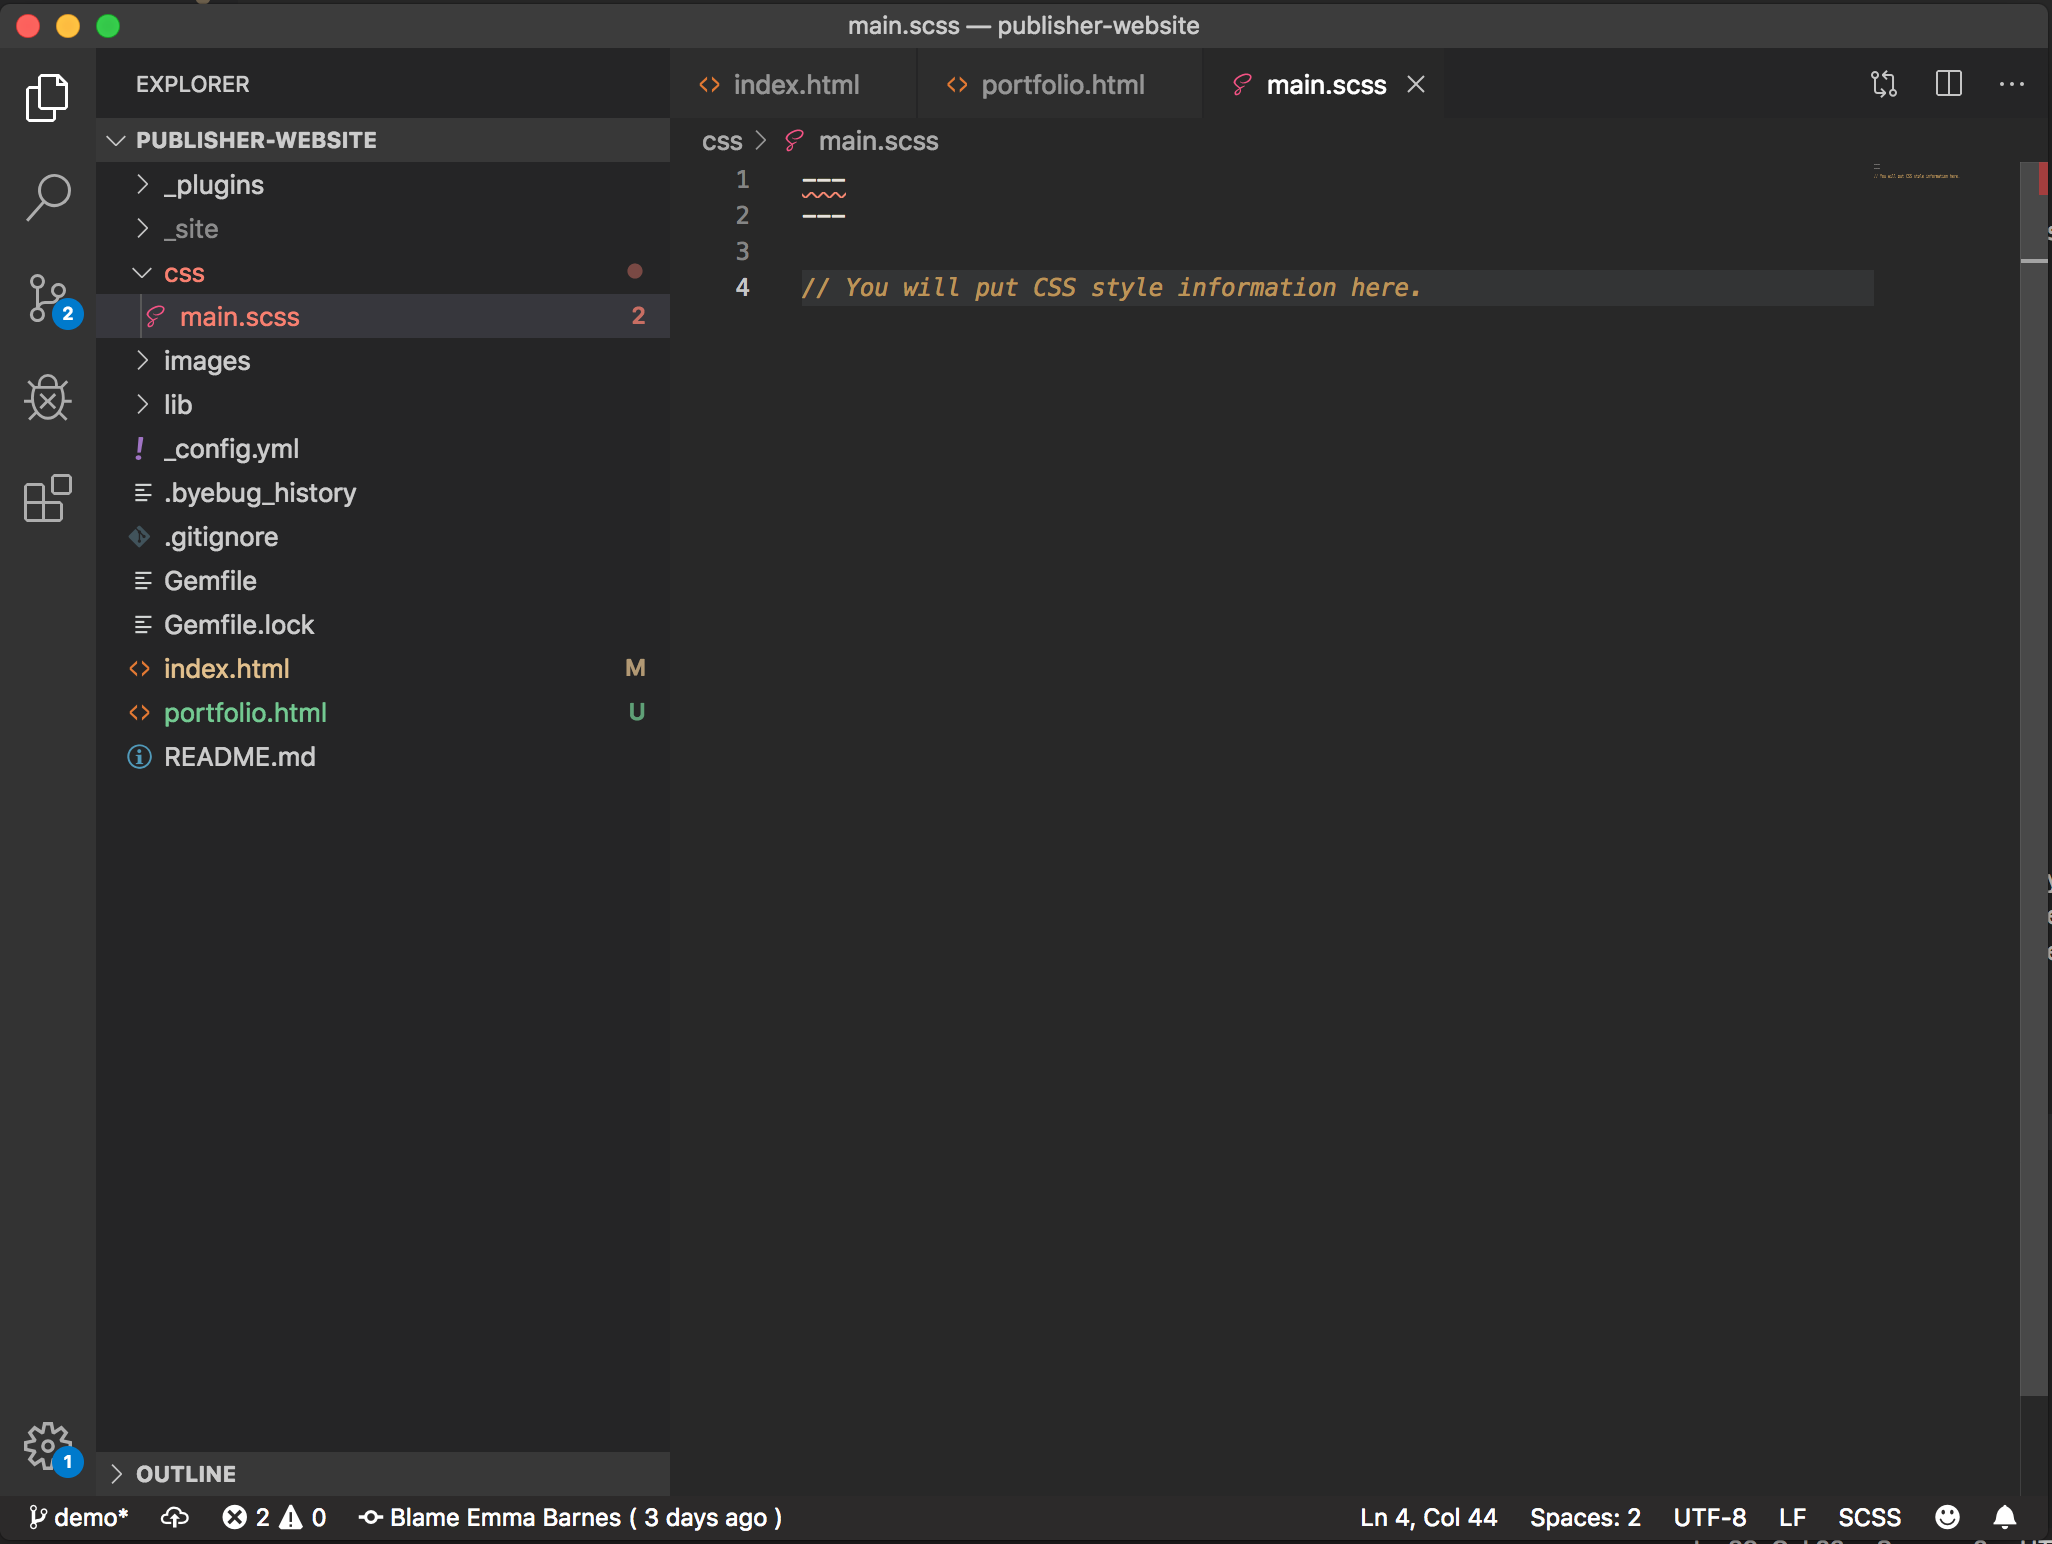 main.scss — publisher-website
EXPLORER
PUBLISHER-WEBSITE
_plugins
_site
css
main.scss 2
images
lib
! _config.yml
.byebug_history
.gitignore
Gemfile
Gemfile.lock
index.html M
portfolio.html U
README.md
OUTLINE
index.html portfolio.html main.scss
css > main.scss
1 ---
2 ---
3
4 // You will put CSS style information here.
2
1
demo* 2 0 Blame Emma Barnes ( 3 days ago ) Ln 4, Col 44 Spaces: 2 UTF-8 LF SCSS